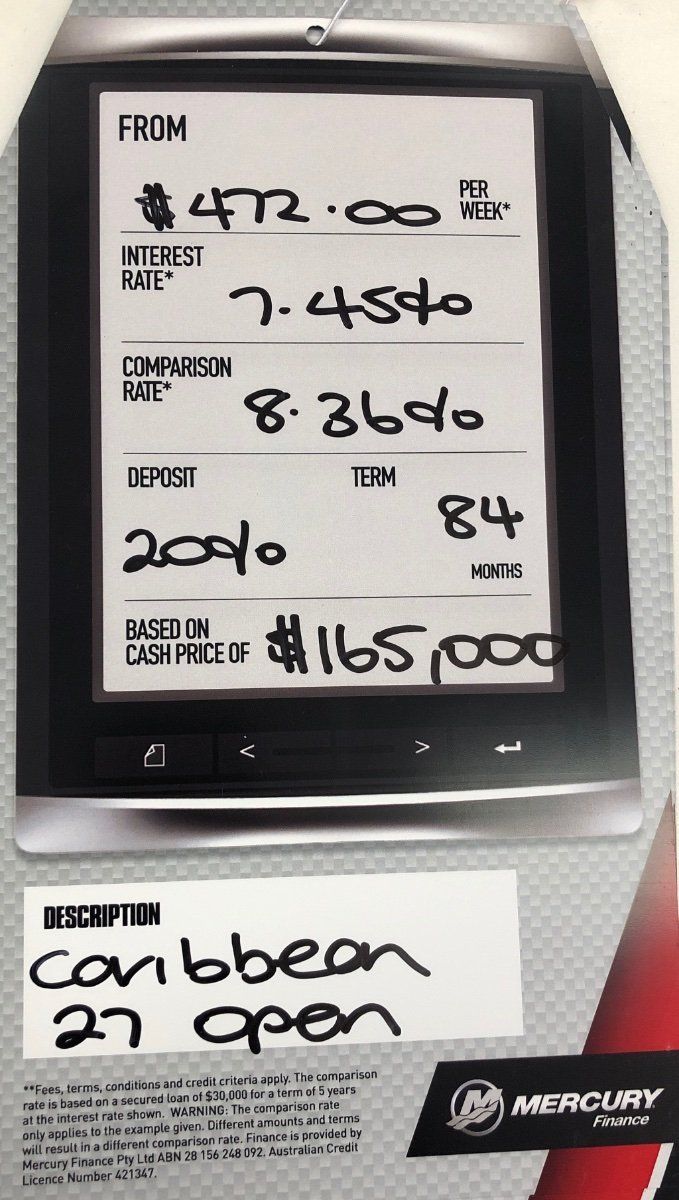 FROM
$472.00 PER WEEK*
INTEREST RATE*
7.45%
COMPARISON RATE*
8.36%
DEPOSIT TERM
20% 84
MONTHS
BASED ON CASH PRICE OF $165,000
DESCRIPTION
Caribbean
27 open
**Fees, terms, conditions and credit criteria apply. The comparison
rate is based on a secured loan of $30,000 for a term of 5 years
at the interest rate shown. WARNING: The comparison rate
only applies to the example given. Different amounts and terms
will result in a different comparison rate. Finance is provided by
Mercury Finance Pty Ltd ABN 28 156 248 092. Australian Credit
Licence Number 421347.
MERCURY
Finance